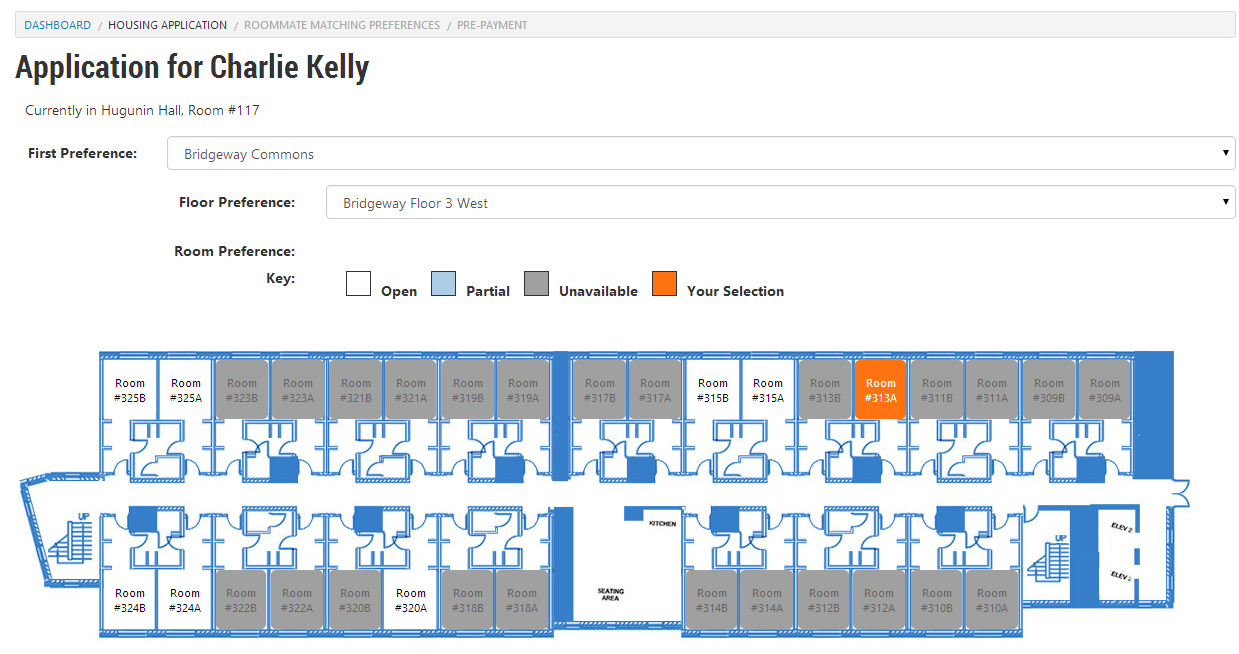 DASHBOARD / HOUSING APPLICATION / ROOMMATE MATCHING PREFERENCES / PRE-PAYMENT
Application for Charlie Kelly
Currently in Hugunin Hall, Room #117
First Preference: Bridgeway Commons
Floor Preference: Bridgeway Floor 3 West
Room Preference:
Key: Open Partial Unavailable Your Selection
Room Room Room Room Room Room Room Room Room Room Room Room Room Room Room Room Room Room
#325B #325A #323B #323A #321B #321A #319B #319A #317B #317A #315B #315A #313B #313A #311B #311A #309B #309A
UP
KITCHEN
ELEV 2
UP
ELEV
SEATING
AREA
Room Room Room Room Room Room Room Room Room Room Room Room Room Room
#324B #324A #322B #322A #320B #320A #318B #318A #314B #314A #312B #312A #310B #310A